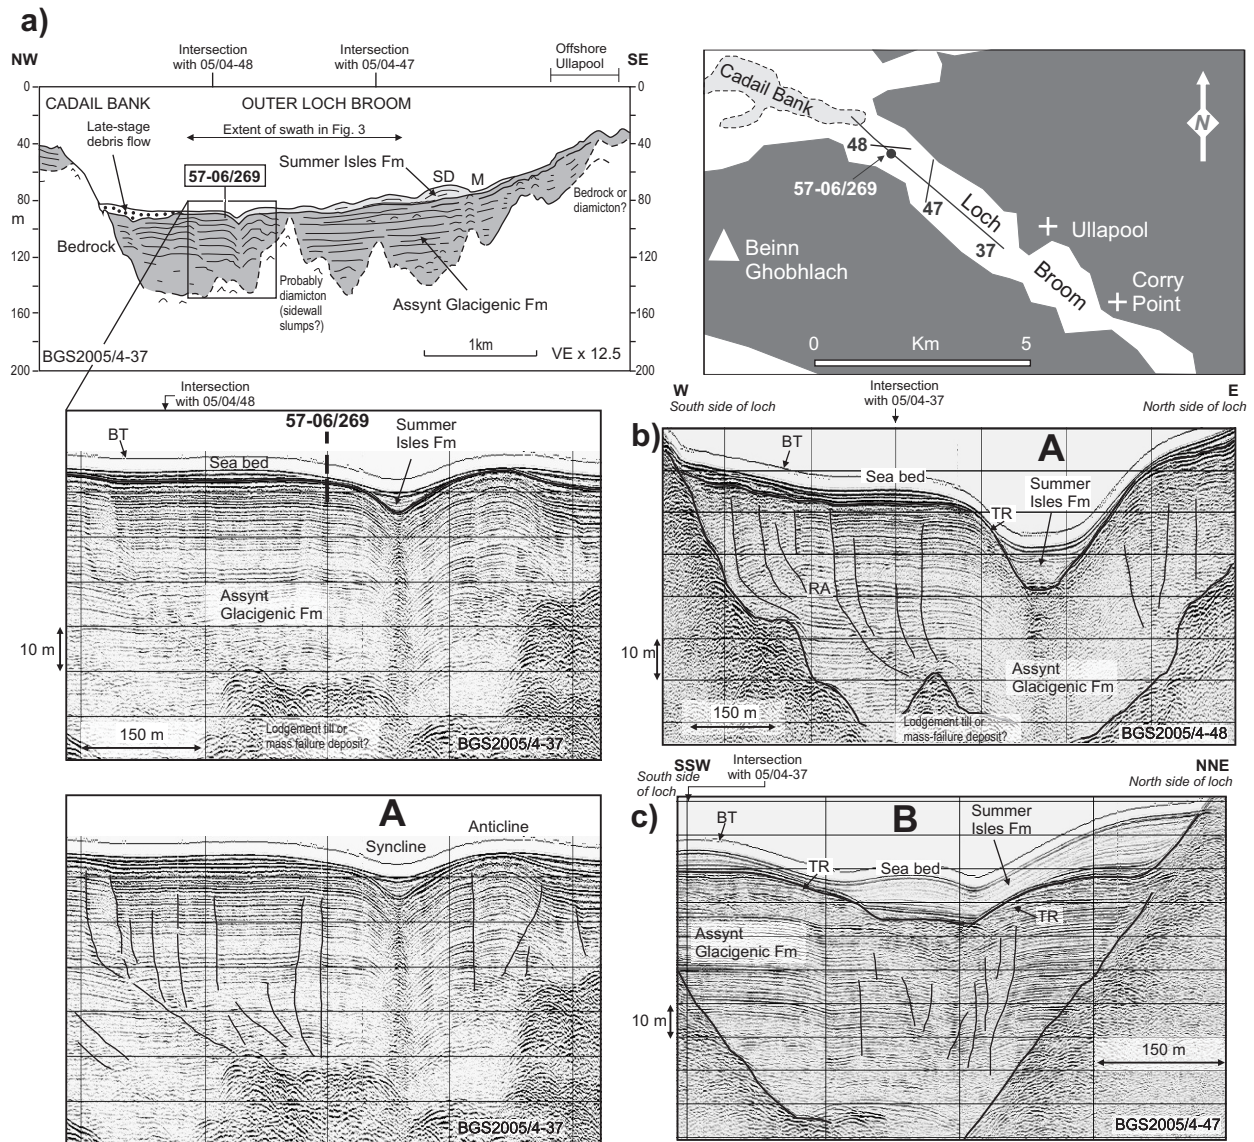 a)
NW
Intersection
with 05/04-48
Intersection
with 05/04-47
Offshore
Ullapool
SE
0
0
CADAIL BANK
OUTER LOCH BROOM
Late-stage
debris flow
Extent of swath in Fig. 3
40
40
Summer Isles Fm
57-06/269
SD
M
80
80
m
m
Bedrock or
diamicton?
Bedrock
120
120
Probably
diamicton
(sidewall
slumps?)
Assynt Glacigenic Fm
160
160
1km
BGS2005/4-37
VE x 12.5
200
200
Cadail Bank
N
48
57-06/269
47
Loch
37
Broom
Ullapool
Beinn
Ghobhlach
Corry
Point
0
Km
5
Intersection
with 05/04/48
57-06/269
BT
Summer
Isles Fm
Sea bed
Assynt
Glacigenic Fm
10 m
150 m
Lodgement till or
mass-failure deposit?
BGS2005/4-37
b)
W
South side of loch
Intersection
with 05/04-37
E
North side of loch
BT
A
Sea bed
Summer
Isles Fm
TR
RA
10 m
Assynt
Glacigenic Fm
150 m
Lodgement till or
mass-failure deposit?
BGS2005/4-48
A
Anticline
Syncline
BGS2005/4-37
c)
SSW
South side
of loch
Intersection
with 05/04-37
NNE
North side of loch
BT
B
Summer
Isles Fm
TR
Sea bed
TR
Assynt
Glacigenic Fm
10 m
150 m
BGS2005/4-47